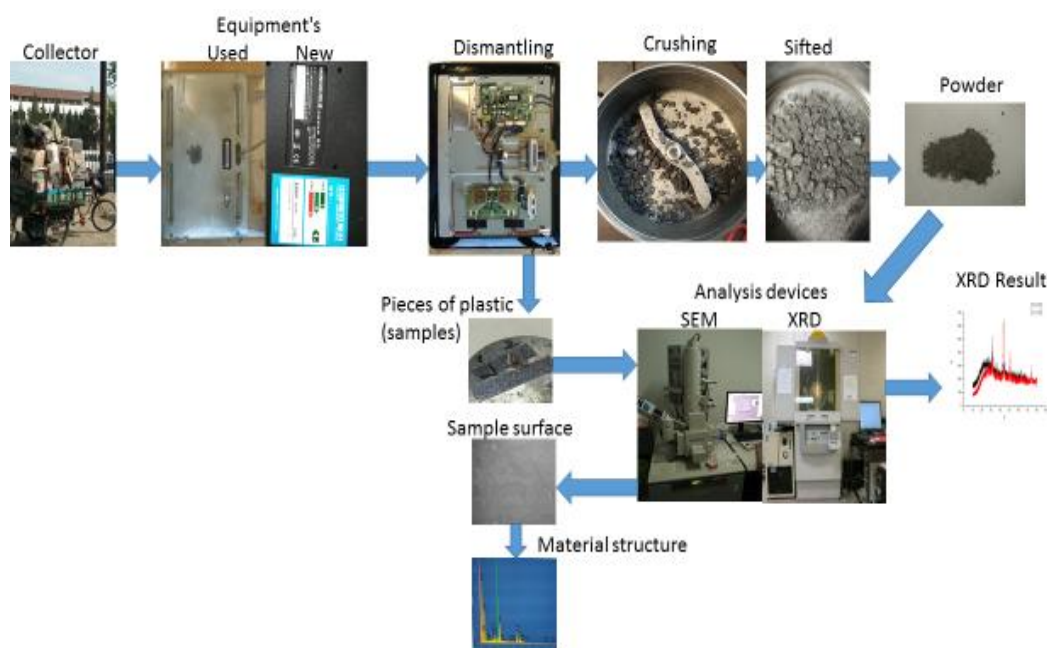 Equipment's
Collector
Used
New
Dismantling
Crushing
Sifted
Powder
Pieces of plastic
(samples)
Analysis devices
SEM
XRD
XRD Result
Sample surface
Material structure